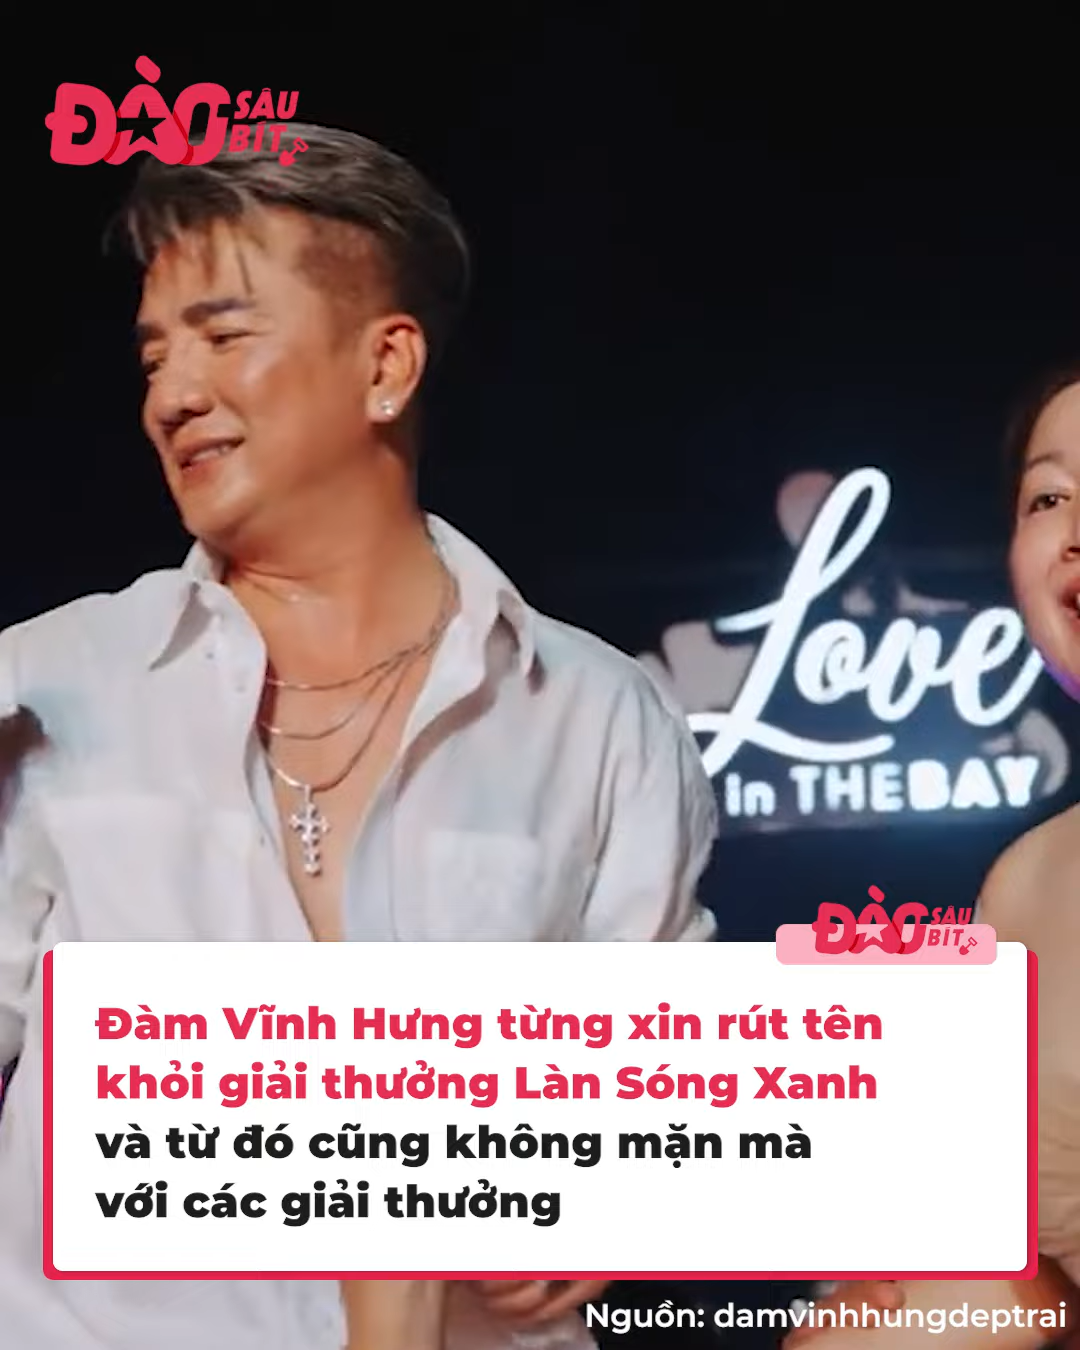 ĐÀO SÂU
BÍT
Love
in THEBAY
ĐÀO SÂU
BÍT
Đàm Vĩnh Hưng từng xin rút tên
khỏi giải thưởng Làn Sóng Xanh
và từ đó cũng không mặn mà
với các giải thưởng
Nguồn: damvinhhungdeptrai